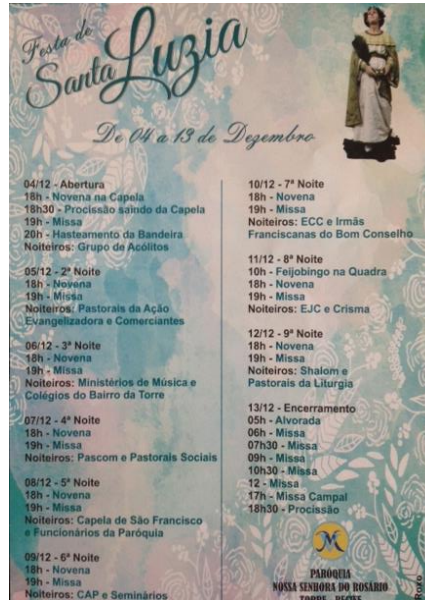 Festa de
Santa Luzia
De 04 a 13 de Dezembro
04/12 - Abertura
18h - Novena na Capela
18h30 - Procissão saindo da Capela
19h - Missa
20h - Hasteamento da Bandeira
Noiteiros: Grupo de Acólitos
05/12 - 2ª Noite
18h - Novena
19h - Missa
Noiteiros: Pastorais da Ação
Evangelizadora e Comerciantes
06/12 - 3ª Noite
18h - Novena
19h - Missa
Noiteiros: Ministérios de Música e
Colégios do Bairro da Torre
07/12 - 4ª Noite
18h - Novena
19h - Missa
Noiteiros: Pascom e Pastorais Sociais
08/12 - 5ª Noite
18h - Novena
19h - Missa
Noiteiros: Capela de São Francisco
e Funcionários da Paróquia
09/12 - 6ª Noite
18h - Novena
19h - Missa
Noiteiros: CAP e Seminários
10/12 - 7ª Noite
18h - Novena
19h - Missa
Noiteiros: ECC e Irmãs
Franciscanas do Bom Conselho
11/12 - 8ª Noite
10h - Feijobingo na Quadra
18h - Novena
19h - Missa
Noiteiros: EJC e Crisma
12/12 - 9ª Noite
18h - Novena
19h - Missa
Noiteiros: Shalom e
Pastorais da Liturgia
13/12 - Encerramento
05h - Alvorada
06h - Missa
07h30 - Missa
09h - Missa
10h30 - Missa
12 - Missa
17h - Missa Campal
18h30 - Procissão
PARÓQUIA
NOSSA SENHORA DO ROSÁRIO
TORRE - RECIFE